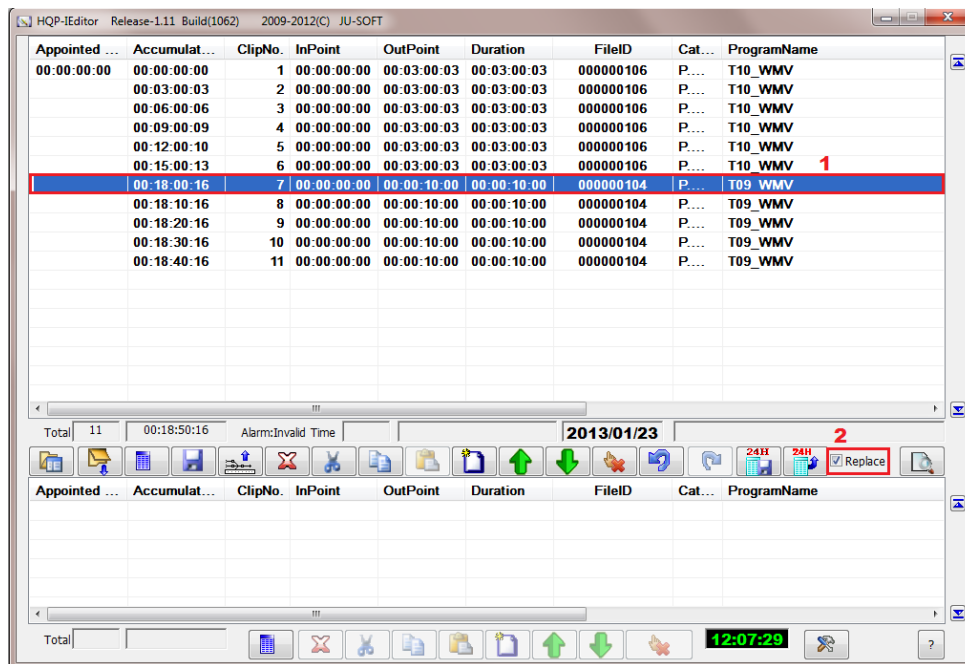 HQP-IEditor Release-1.11 Build(1062) 2009-2012(C) JU-SOFT
Appointed ... Accumulat... ClipNo. InPoint OutPoint Duration FileID Cat... ProgramName
00:00:00:00 00:00:00:00 1 00:00:00:00 00:03:00:03 00:03:00:03 000000106 P.... T10_WMV
00:03:00:03 2 00:00:00:00 00:03:00:03 00:03:00:03 000000106 P.... T10_WMV
00:06:00:06 3 00:00:00:00 00:03:00:03 00:03:00:03 000000106 P.... T10_WMV
00:09:00:09 4 00:00:00:00 00:03:00:03 00:03:00:03 000000106 P.... T10_WMV
00:12:00:10 5 00:00:00:00 00:03:00:03 00:03:00:03 000000106 P.... T10_WMV
00:15:00:13 6 00:00:00:00 00:03:00:03 00:03:00:03 000000106 P.... T10_WMV 1
00:18:00:16 7 00:00:00:00 00:00:10:00 00:00:10:00 000000104 P.... T09_WMV
00:18:10:16 8 00:00:00:00 00:00:10:00 00:00:10:00 000000104 P.... T09_WMV
00:18:20:16 9 00:00:00:00 00:00:10:00 00:00:10:00 000000104 P.... T09_WMV
00:18:30:16 10 00:00:00:00 00:00:10:00 00:00:10:00 000000104 P.... T09_WMV
00:18:40:16 11 00:00:00:00 00:00:10:00 00:00:10:00 000000104 P.... T09_WMV
Total 11 00:18:50:16 Alarm:Invalid Time 2013/01/23 2
24H 24H Replace
Appointed ... Accumulat... ClipNo. InPoint OutPoint Duration FileID Cat... ProgramName
Total 12:07:29 ?